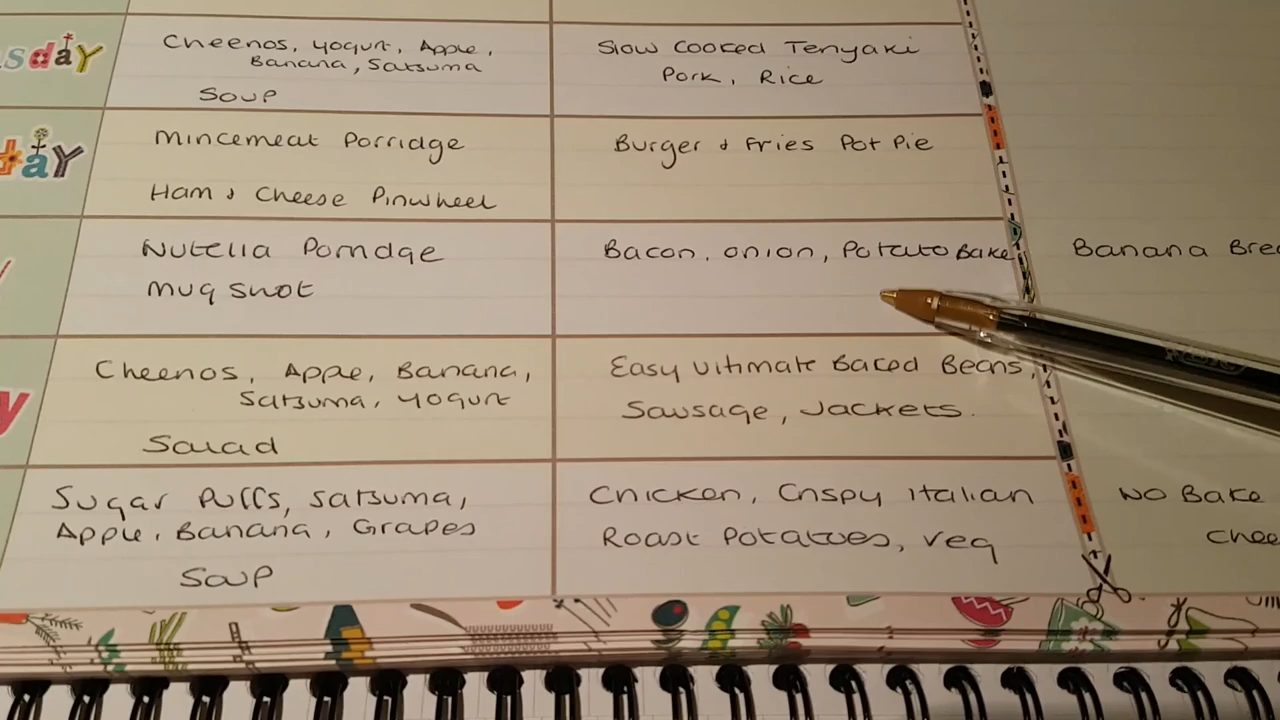 sday
Cheerios, yogurt, Apple,
Banana, Satsuma
Soup
Slow Cooked Teriyaki
Pork, Rice
day
Mincemeat Porridge
Ham & Cheese Pinwheel
Burger & Fries Pot Pie
Nutella Porridge
Mug Shot
Bacon, onion, Potato Bake
Banana Bre
y
Cheerios, Apple, Banana,
Satsuma, Yogurt
Salad
Easy Ultimate Baked Beans,
Sausage, Jackets.
Sugar Puffs, Satsuma,
Apple, Banana, Grapes
Soup
Chicken, Crispy Italian
Roast Potatoes, veg
No Bake
Chee